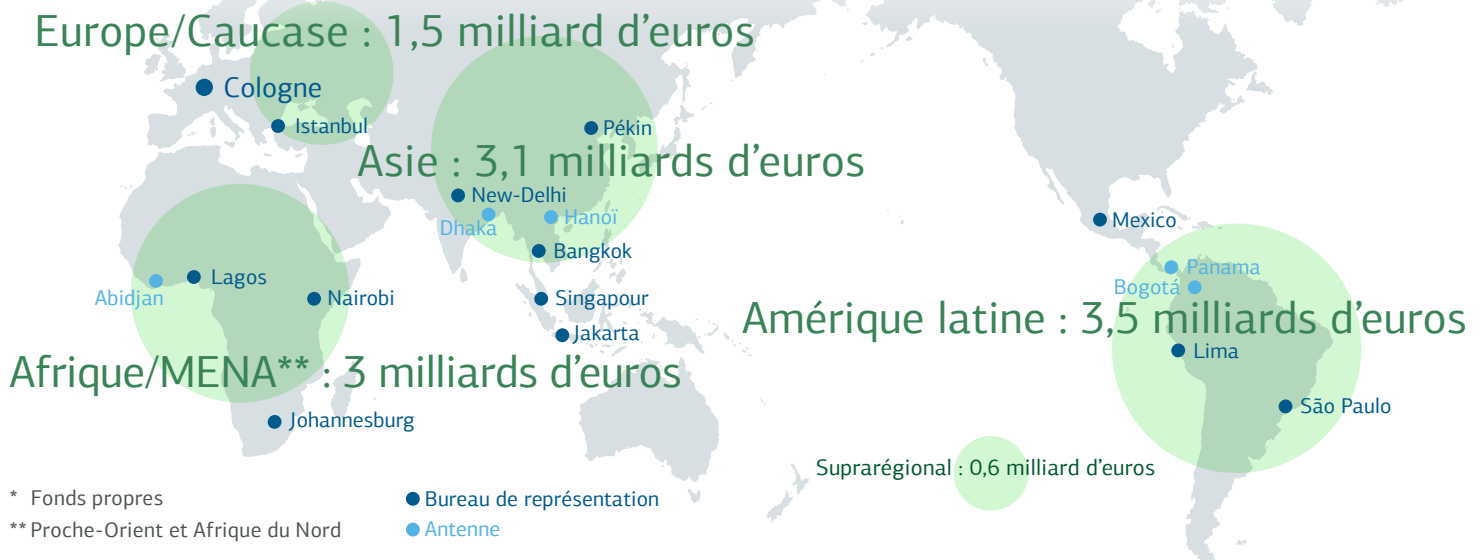 Europe/Caucase : 1,5 milliard d'euros
Cologne
Istanbul
Pékin
Asie : 3,1 milliards d'euros
New-Delhi
Dhaka
Hanoï
Bangkok
Mexico
Panama
Bogotá
Abidjan
Lagos
Nairobi
Singapour
Jakarta
Amérique latine : 3,5 milliards d'euros
Lima
Afrique/MENA** : 3 milliards d'euros
Johannesburg
São Paulo
Suprarégional : 0,6 milliard d'euros
* Fonds propres
** Proche-Orient et Afrique du Nord
Bureau de représentation
Antenne